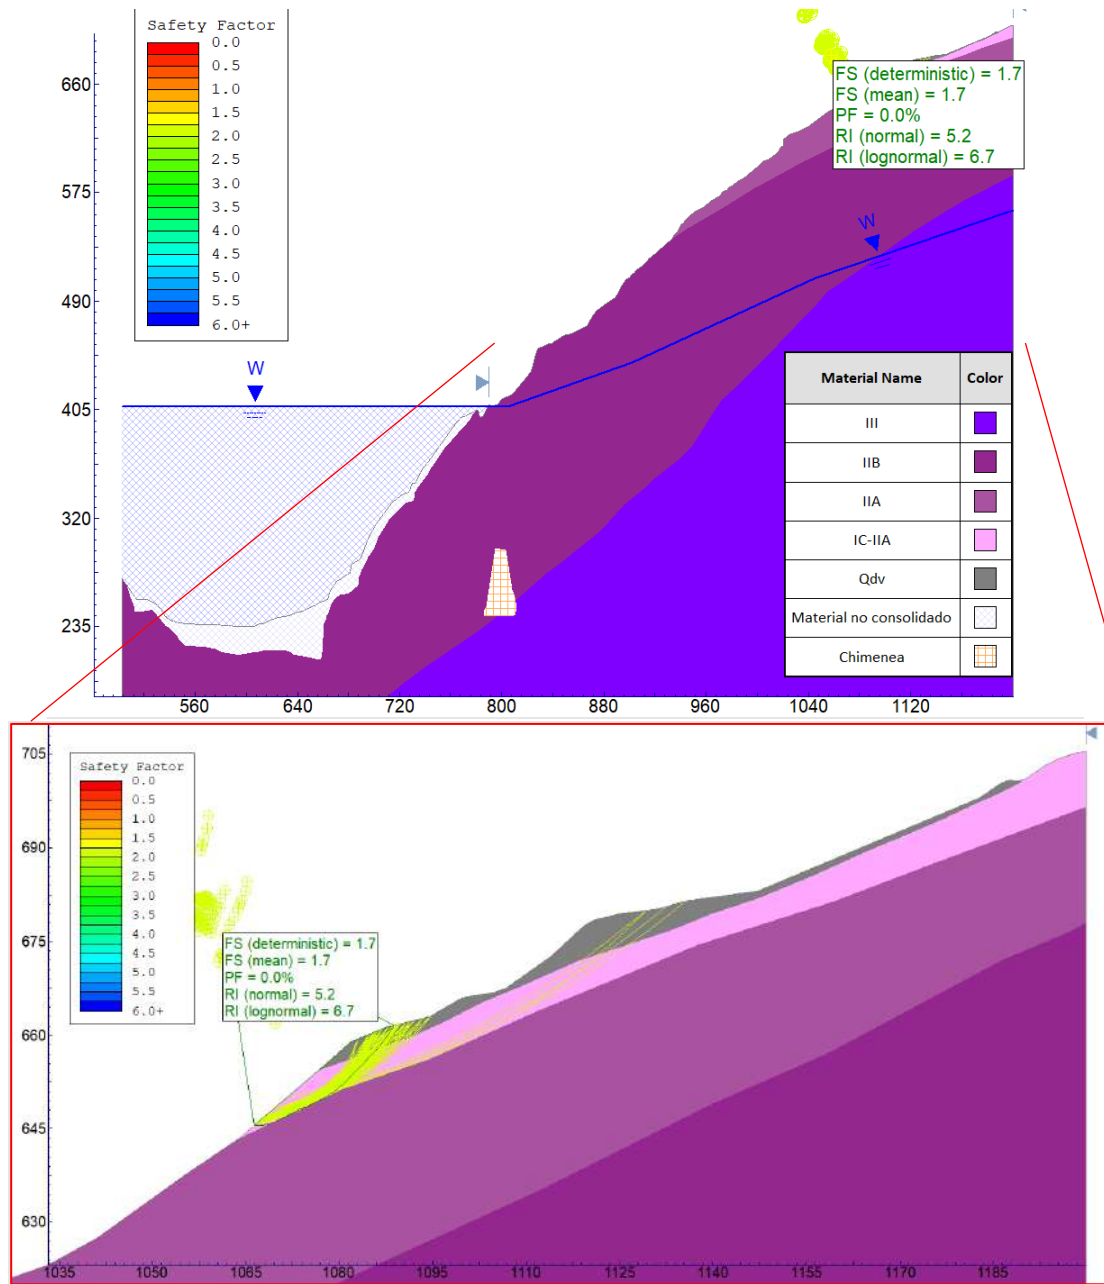 Safety Factor
0.0
0.5
1.0
1.5
2.0
2.5
3.0
3.5
4.0
4.5
5.0
5.5
6.0+
660
575
490
405
320
235
FS (deterministic) = 1.7
FS (mean) = 1.7
PF = 0.0%
RI (normal) = 5.2
RI (lognormal) = 6.7
W
W
Material Name Color
III
IIB
IIA
IC-IIA
Qdv
Material no consolidado
Chimenea
560 640 720 800 880 960 1040 1120
705
690
675
660
645
630
Safety Factor
0.0
0.5
1.0
1.5
2.0
2.5
3.0
3.5
4.0
4.5
5.0
5.5
6.0+
FS (deterministic) = 1.7
FS (mean) = 1.7
PF = 0.0%
RI (normal) = 5.2
RI (lognormal) = 6.7
1035 1050 1065 1080 1095 1110 1125 1140 1155 1170 1185